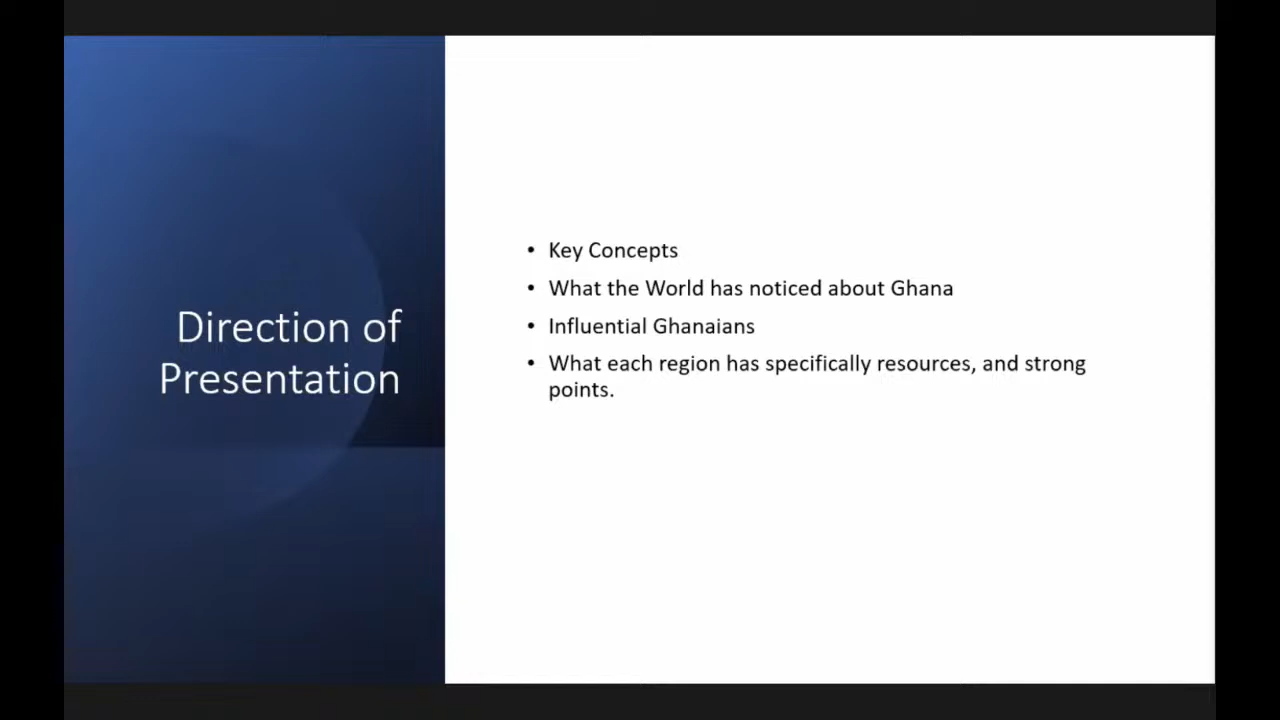 Direction of
Presentation
• Key Concepts
• What the World has noticed about Ghana
• Influential Ghanaians
• What each region has specifically resources, and strong
points.